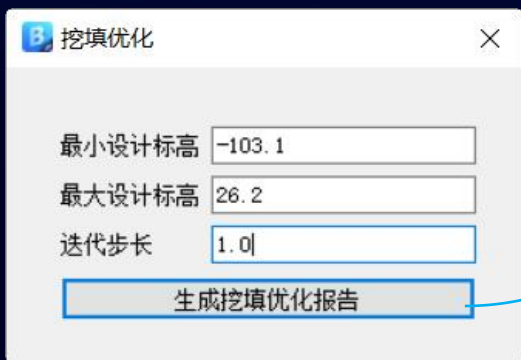 挖填优化
最小设计标高 -103.1
最大设计标高 26.2
迭代步长 1.0
生成挖填优化报告